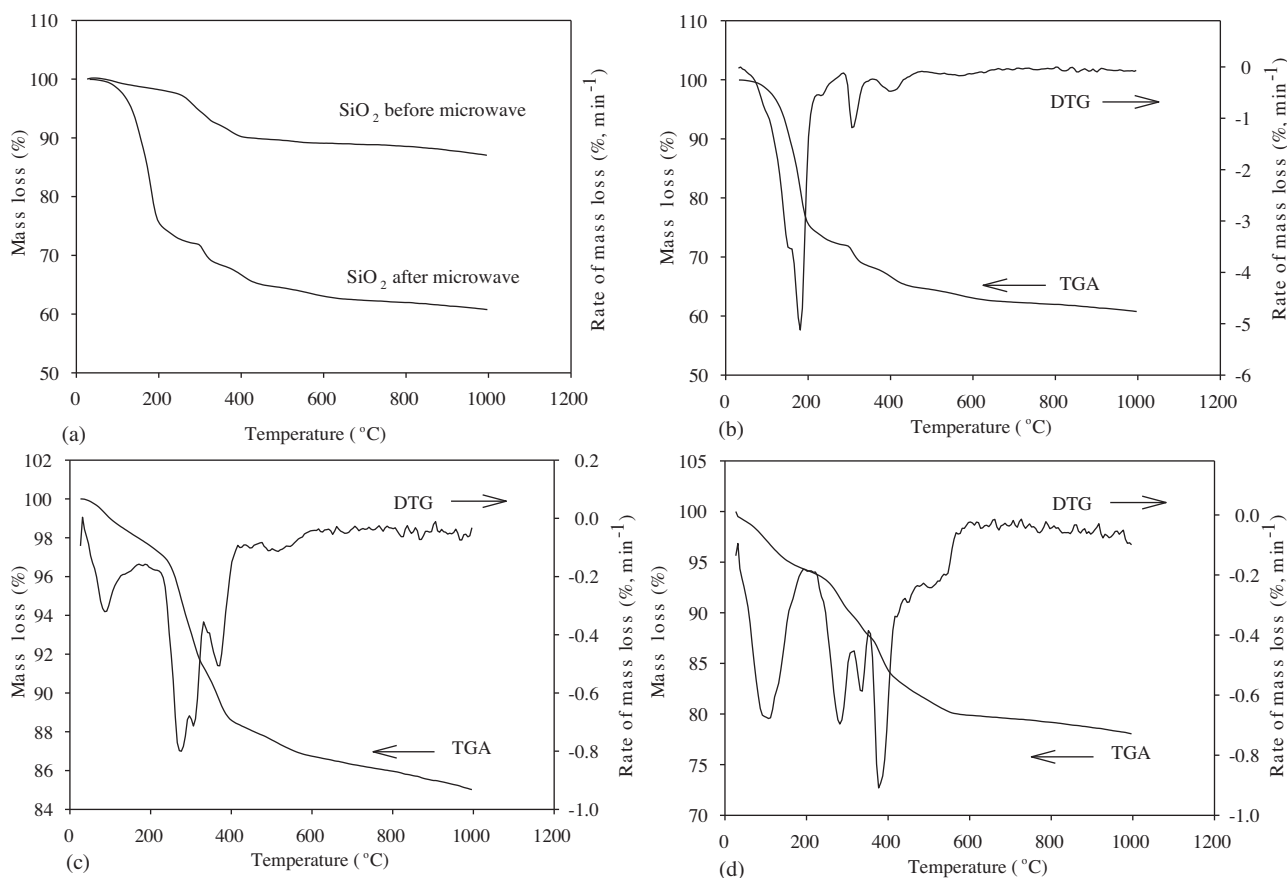 110
100
90
80
70
60
50
Mass loss (%)
SiO2 before microwave
SiO2 after microwave
0 200 400 600 800 1000 1200
(a) Temperature (°C)
110
100
90
80
70
60
50
Mass loss (%)
Rate of mass loss (%, min-1)
0
-1
-2
-3
-4
-5
-6
Rate of mass loss (%, min-1)
DTG
TGA
0 200 400 600 800 1000 1200
(b) Temperature (°C)
102
100
98
96
94
92
90
88
86
84
Mass loss (%)
DTG
TGA
0.2
0.0
-0.2
-0.4
-0.6
-0.8
-1.0
Rate of mass loss (%, min-1)
0 200 400 600 800 1000 1200
(c) Temperature (°C)
105
100
95
90
85
80
75
70
Mass loss (%)
DTG
TGA
0.0
-0.2
-0.4
-0.6
-0.8
-1.0
Rate of mass loss (%, min-1)
0 200 400 600 800 1000 1200
(d) Temperature (°C)